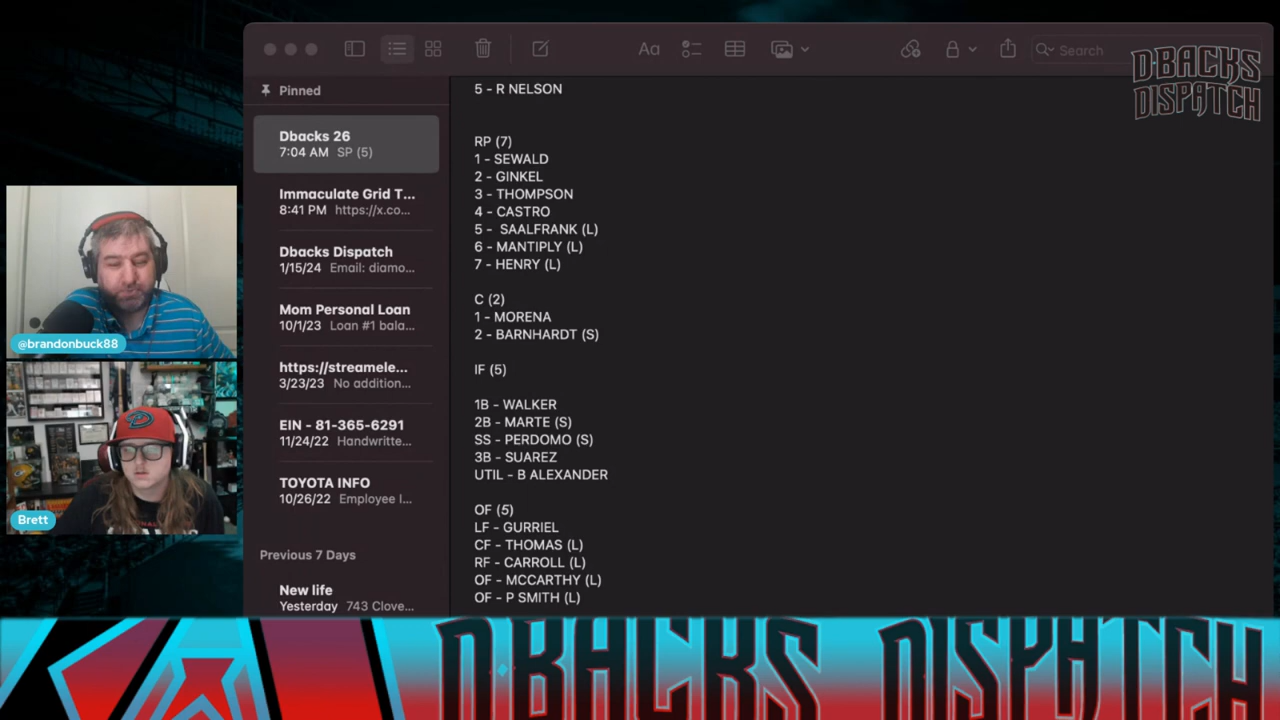 Aa
Search
D·BACKS
DISPATCH
Pinned
Dbacks 26
7:04 AM SP (5)
Immaculate Grid T...
8:41 PM https://x.co...
Dbacks Dispatch
1/15/24 Email: diamo...
Mom Personal Loan
10/1/23 Loan #1 bala...
https://streamele...
3/23/23 No addition...
EIN - 81-365-6291
11/24/22 Handwritte...
TOYOTA INFO
10/26/22 Employee I...
Previous 7 Days
New life
Yesterday 743 Clove...
5 - R NELSON
RP (7)
1 - SEWALD
2 - GINKEL
3 - THOMPSON
4 - CASTRO
5 - SAALFRANK (L)
6 - MANTIPLY (L)
7 - HENRY (L)
C (2)
1 - MORENA
2 - BARNHARDT (S)
IF (5)
1B - WALKER
2B - MARTE (S)
SS - PERDOMO (S)
3B - SUAREZ
UTIL - B ALEXANDER
OF (5)
LF - GURRIEL
CF - THOMAS (L)
RF - CARROLL (L)
OF - MCCARTHY (L)
OF - P SMITH (L)
@brandonbuck88
Brett
D·BACKS DISPATCH